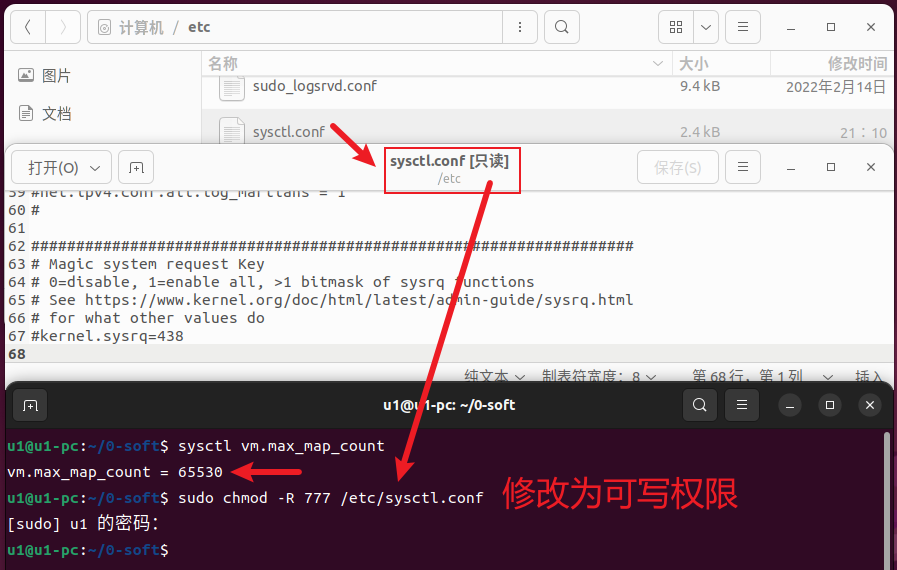 计算机 / etc
名称 大小 修改时间
图片
sudo_logsrvd.conf 9.4 kB 2022年2月14日
文档
sysctl.conf 2.4 kB 21：10
打开(O) sysctl.conf [只读] 保存(S)
/etc
59 #net.ipv4.conf.all.log_martians = 1
60 #
61
62 ###################################################################
63 # Magic system request Key
64 # 0=disable, 1=enable all, >1 bitmask of sysrq functions
65 # See https://www.kernel.org/doc/html/latest/admin-guide/sysrq.html
66 # for what other values do
67 #kernel.sysrq=438
68
纯文本 制表符宽度：8 第 68 行，第 1 列 插入
u1@u1-pc: ~/0-soft
u1@u1-pc:~/0-soft$ sysctl vm.max_map_count
vm.max_map_count = 65530
u1@u1-pc:~/0-soft$ sudo chmod -R 777 /etc/sysctl.conf
修改为可写权限
[sudo] u1 的密码：
u1@u1-pc:~/0-soft$